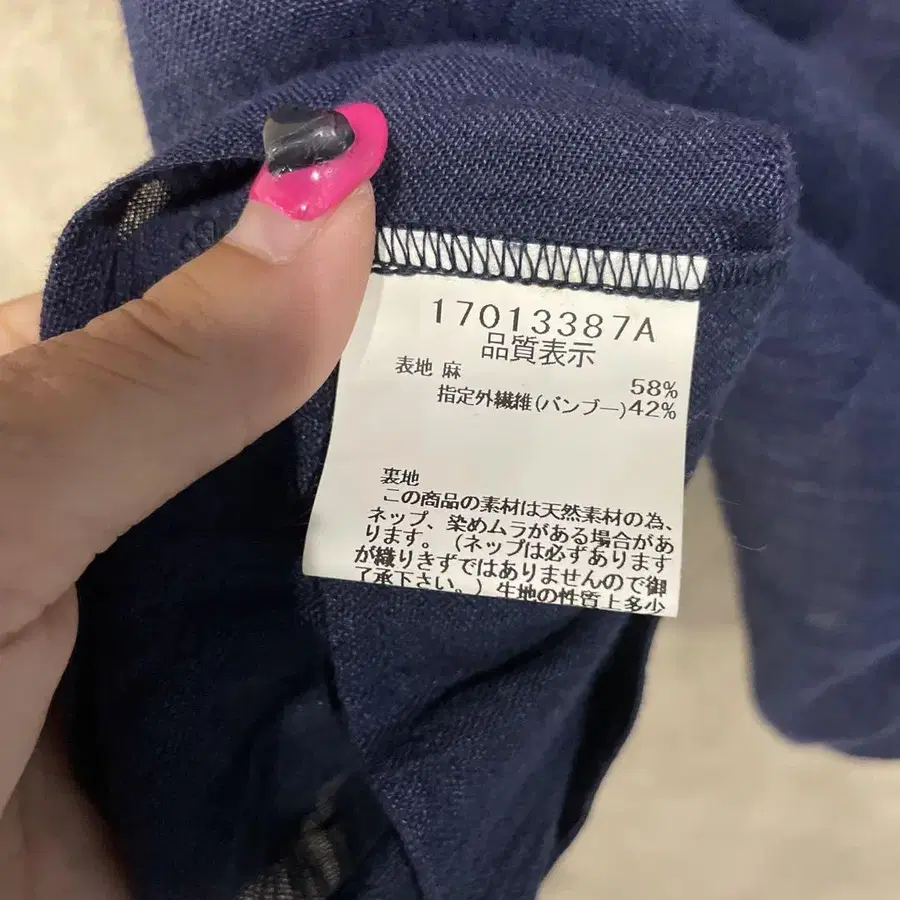 17013387A
品質表示
表地 麻 58%
指定外繊維(バンブー)42%
裏地
この商品の素材は天然素材の為、
ネップ、染めムラがある場合があ
ります。(ネップは必ずあります
が織りきずではありませんので御
了承下さい。)生地の性質上多少